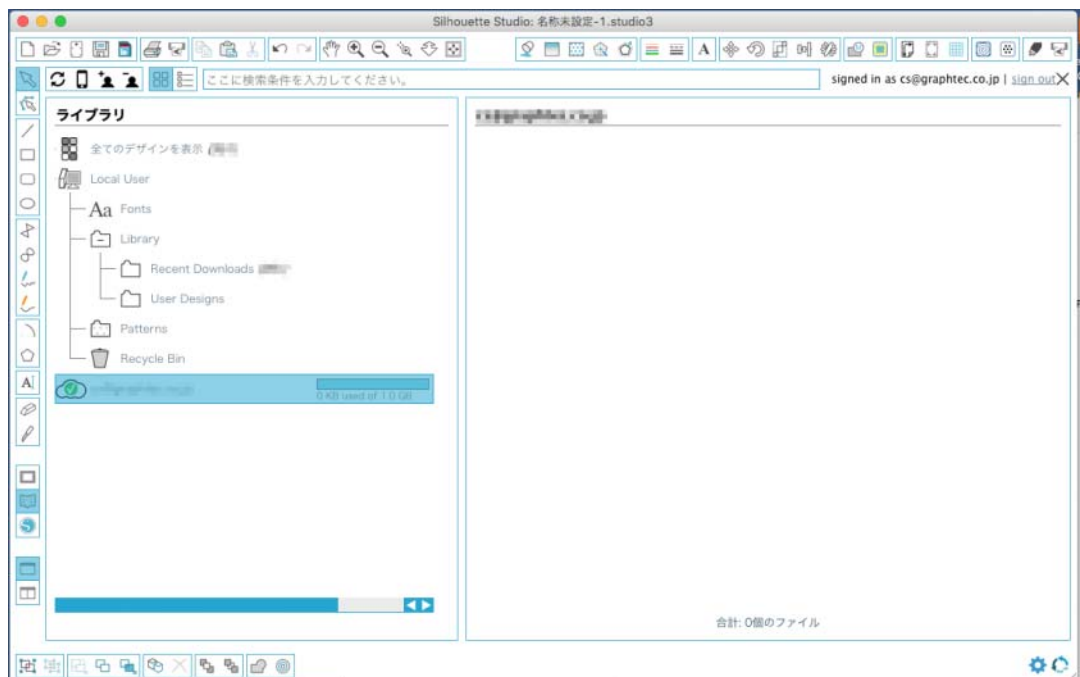 Silhouette Studio: 名称未設定-1.studio3
A
ここに検索条件を入力してください。
signed in as cs@graphtec.co.jp | sign out
ライブラリ
全てのデザインを表示
Local User
Aa Fonts
Library
Recent Downloads
User Designs
Patterns
Recycle Bin
A
0 KB used of 1.0 GB
合計: 0個のファイル